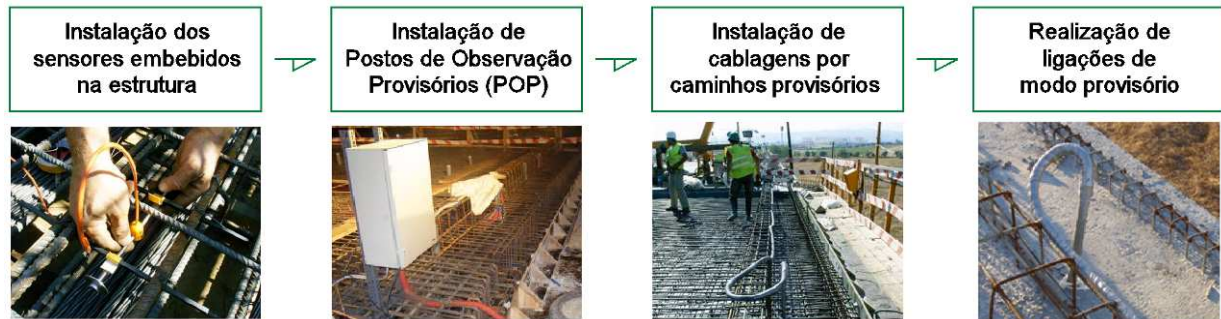 Instalação dos
sensores embebidos
na estrutura
Instalação de
Postos de Observação
Provisórios (POP)
Instalação de
cablagens por
caminhos provisórios
Realização de
ligações de
modo provisório